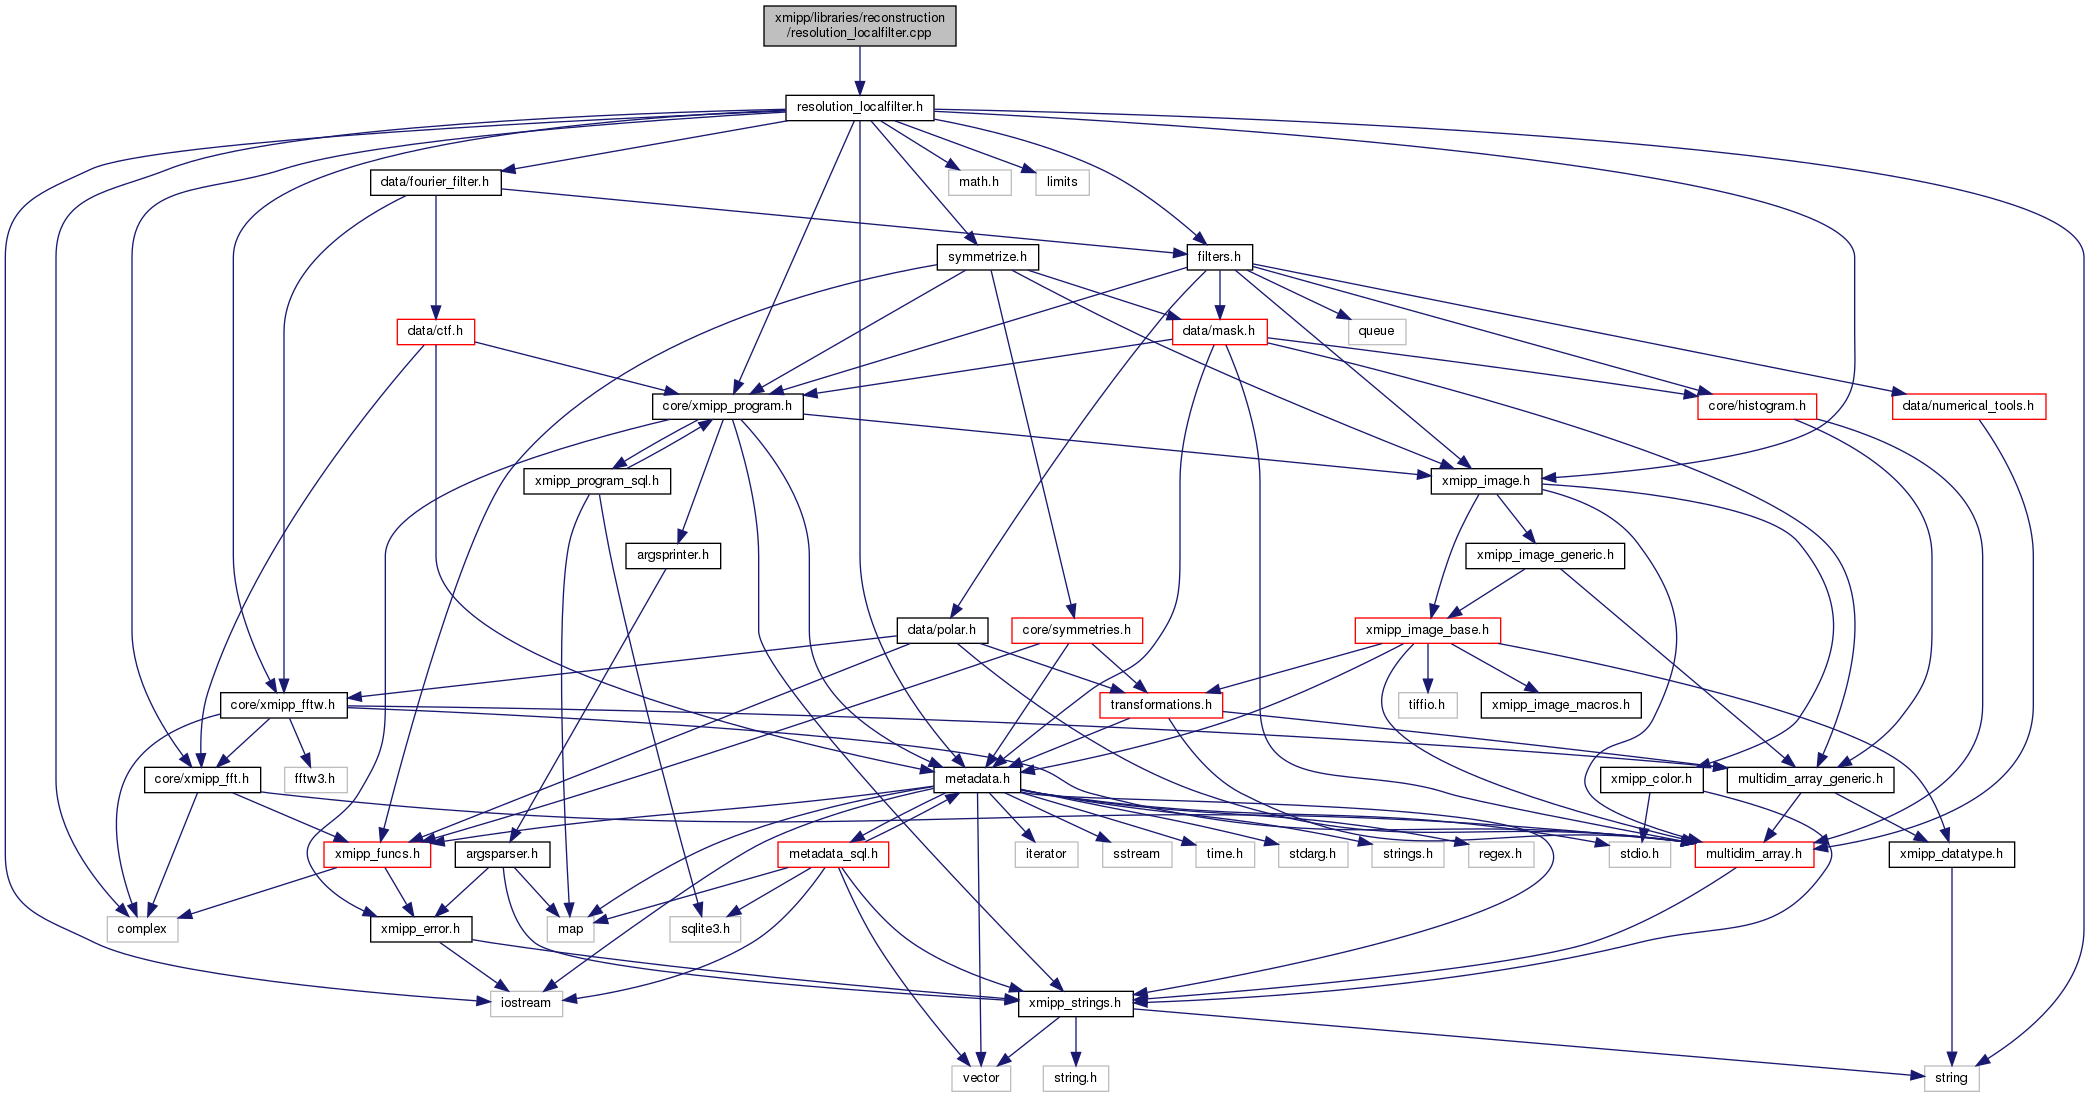 xmipp/libraries/reconstruction
/resolution_localfilter.cpp
resolution_localfilter.h
data/fourier_filter.h
math.h
limits
symmetrize.h
filters.h
data/ctf.h
data/mask.h
queue
core/xmipp_program.h
core/histogram.h
data/numerical_tools.h
xmipp_program_sql.h
xmipp_image.h
argsprinter.h
xmipp_image_generic.h
data/polar.h
core/symmetries.h
xmipp_image_base.h
core/xmipp_fftw.h
transformations.h
tiffio.h
xmipp_image_macros.h
core/xmipp_fft.h
fftw3.h
metadata.h
xmipp_color.h
multidim_array_generic.h
xmipp_funcs.h
argsparser.h
metadata_sql.h
iterator
sstream
time.h
stdarg.h
strings.h
regex.h
stdio.h
multidim_array.h
xmipp_datatype.h
complex
xmipp_error.h
map
sqlite3.h
iostream
xmipp_strings.h
vector
string.h
string